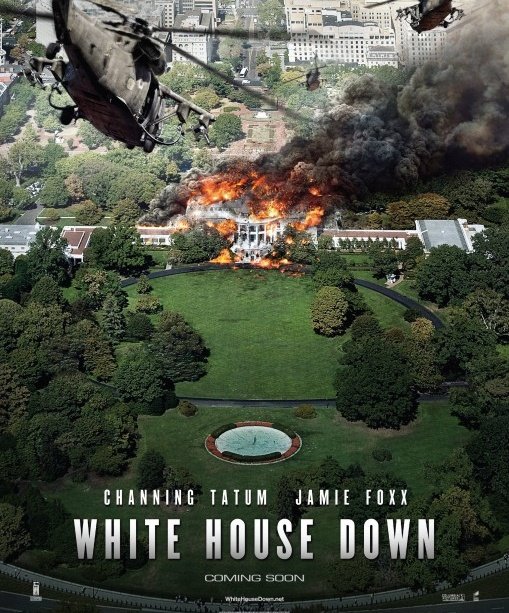 CHANNING TATUM JAMIE FOXX
WHITE HOUSE DOWN
COMING SOON
WhiteHouseDown.net